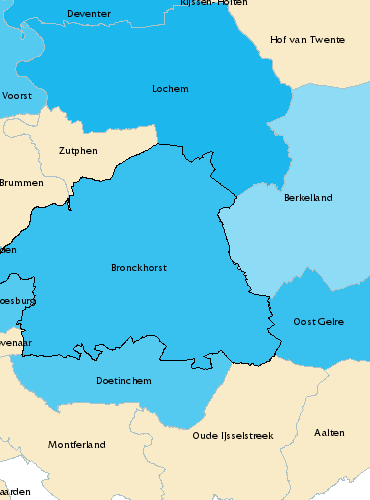 Rijssen-Holten
Deventer
Hof van Twente
Lochem
Voorst
Zutphen
Brummen
Berkelland
Bronckhorst
oesburg
Oost Gelre
venaar
Doetinchem
Aalten
Oude IJsselstreek
Montferland
aarden